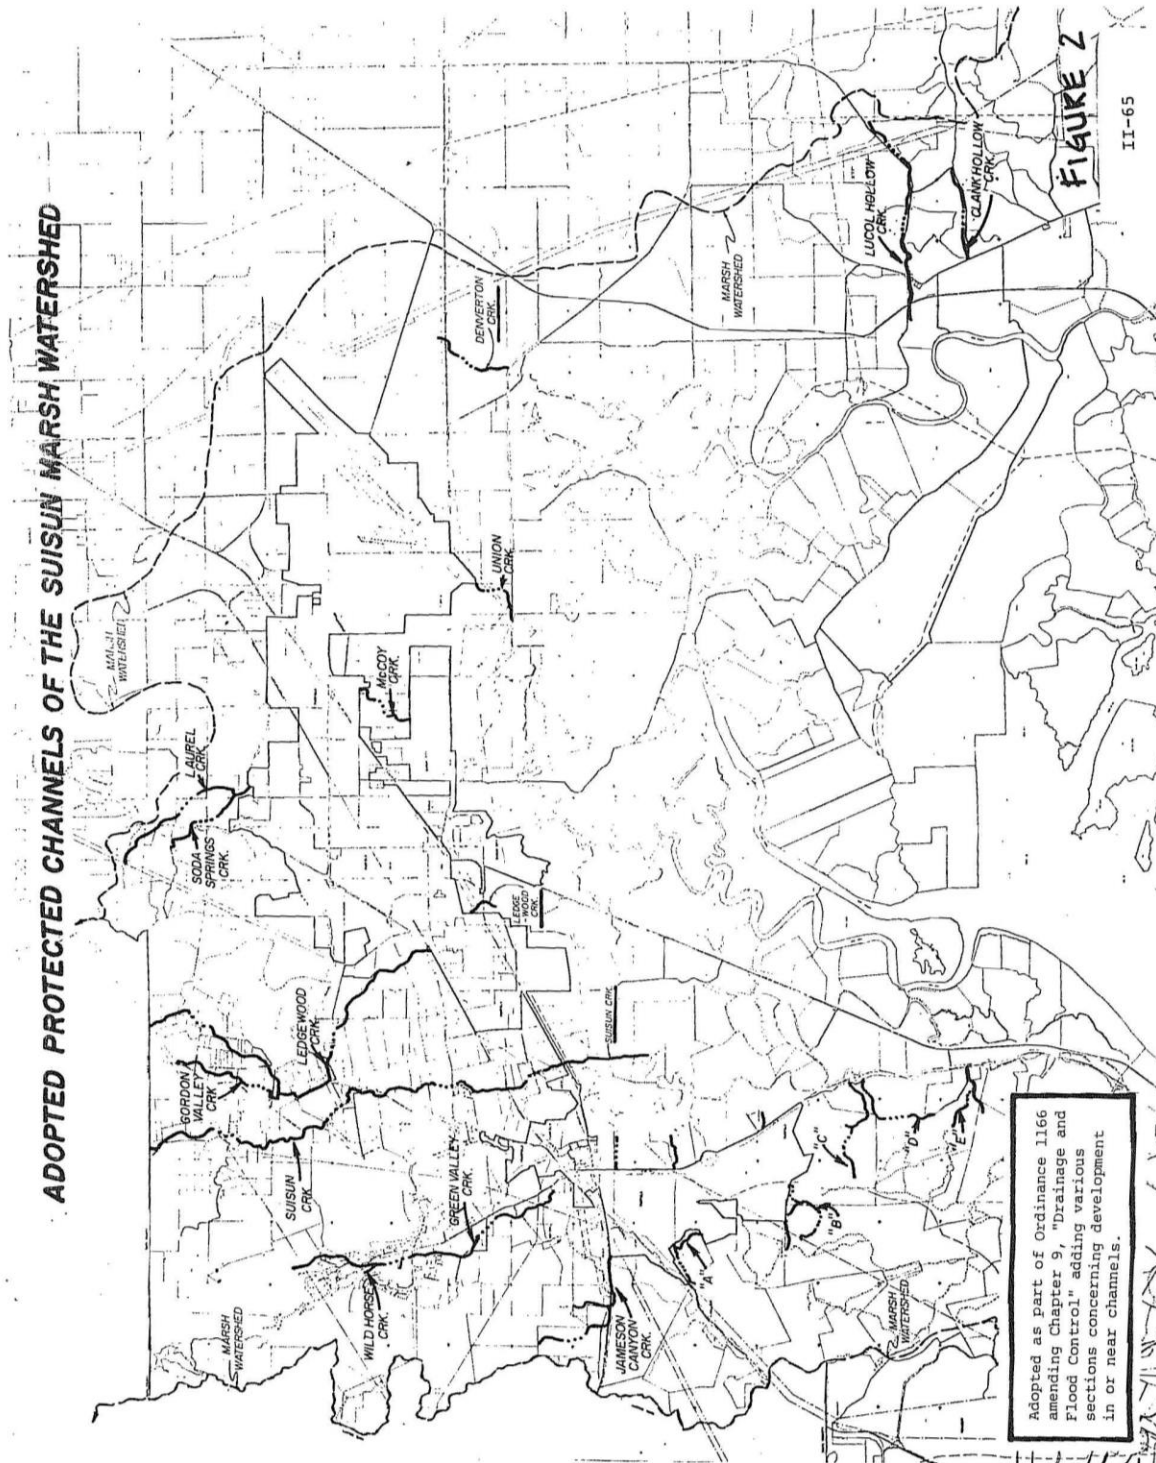 ADOPTED PROTECTED CHANNELS OF THE SUISUN MARSH WATERSHED
MARSH
WATERSHED
WILD HORSE
CRK.
SUISUN
CRK
GORDON
VALLEY
CRK
LEDGEWOOD
CRK.
GREEN VALLEY
CRK
JAMESON
CANYON
CRK.
SODA
SPRINGS
CRK.
LAUREL
CRK.
WATERSHED
McCOY
CRK.
UNION
CRK.
LEDGE
-WOOD
CRK.
SUISUN CRK.
DENVERTON
CRK.
MARSH
WATERSHED
LUCOL HOLLOW
CRK
CLANK HOLLOW
CRK.
"A"
"B"
"C"
"D"
"E"
MARSH
WATERSHED
Adopted as part of Ordinance 1166
amending Chapter 9, "Drainage and
Flood Control" adding various
sections concerning development
in or near channels.
FIGURE 2
II-65